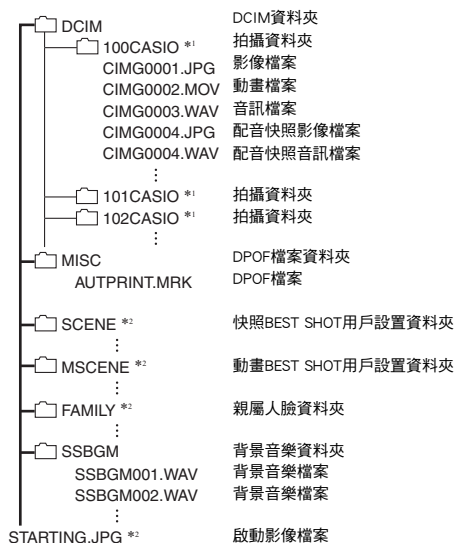 DCIM DCIM資料夾
100CASIO *1 拍攝資料夾
CIMG0001.JPG 影像檔案
CIMG0002.MOV 動畫檔案
CIMG0003.WAV 音訊檔案
CIMG0004.JPG 配音快照影像檔案
CIMG0004.WAV 配音快照音訊檔案
⋮
101CASIO *1 拍攝資料夾
102CASIO *1 拍攝資料夾
⋮
MISC DPOF檔案資料夾
AUTPRINT.MRK DPOF檔案
SCENE *2 快照BEST SHOT用戶設置資料夾
⋮
MSCENE *2 動畫BEST SHOT用戶設置資料夾
⋮
FAMILY *2 親屬人臉資料夾
⋮
SSBGM 背景音樂資料夾
SSBGM001.WAV 背景音樂檔案
SSBGM002.WAV 背景音樂檔案
⋮
STARTING.JPG *2 啟動影像檔案